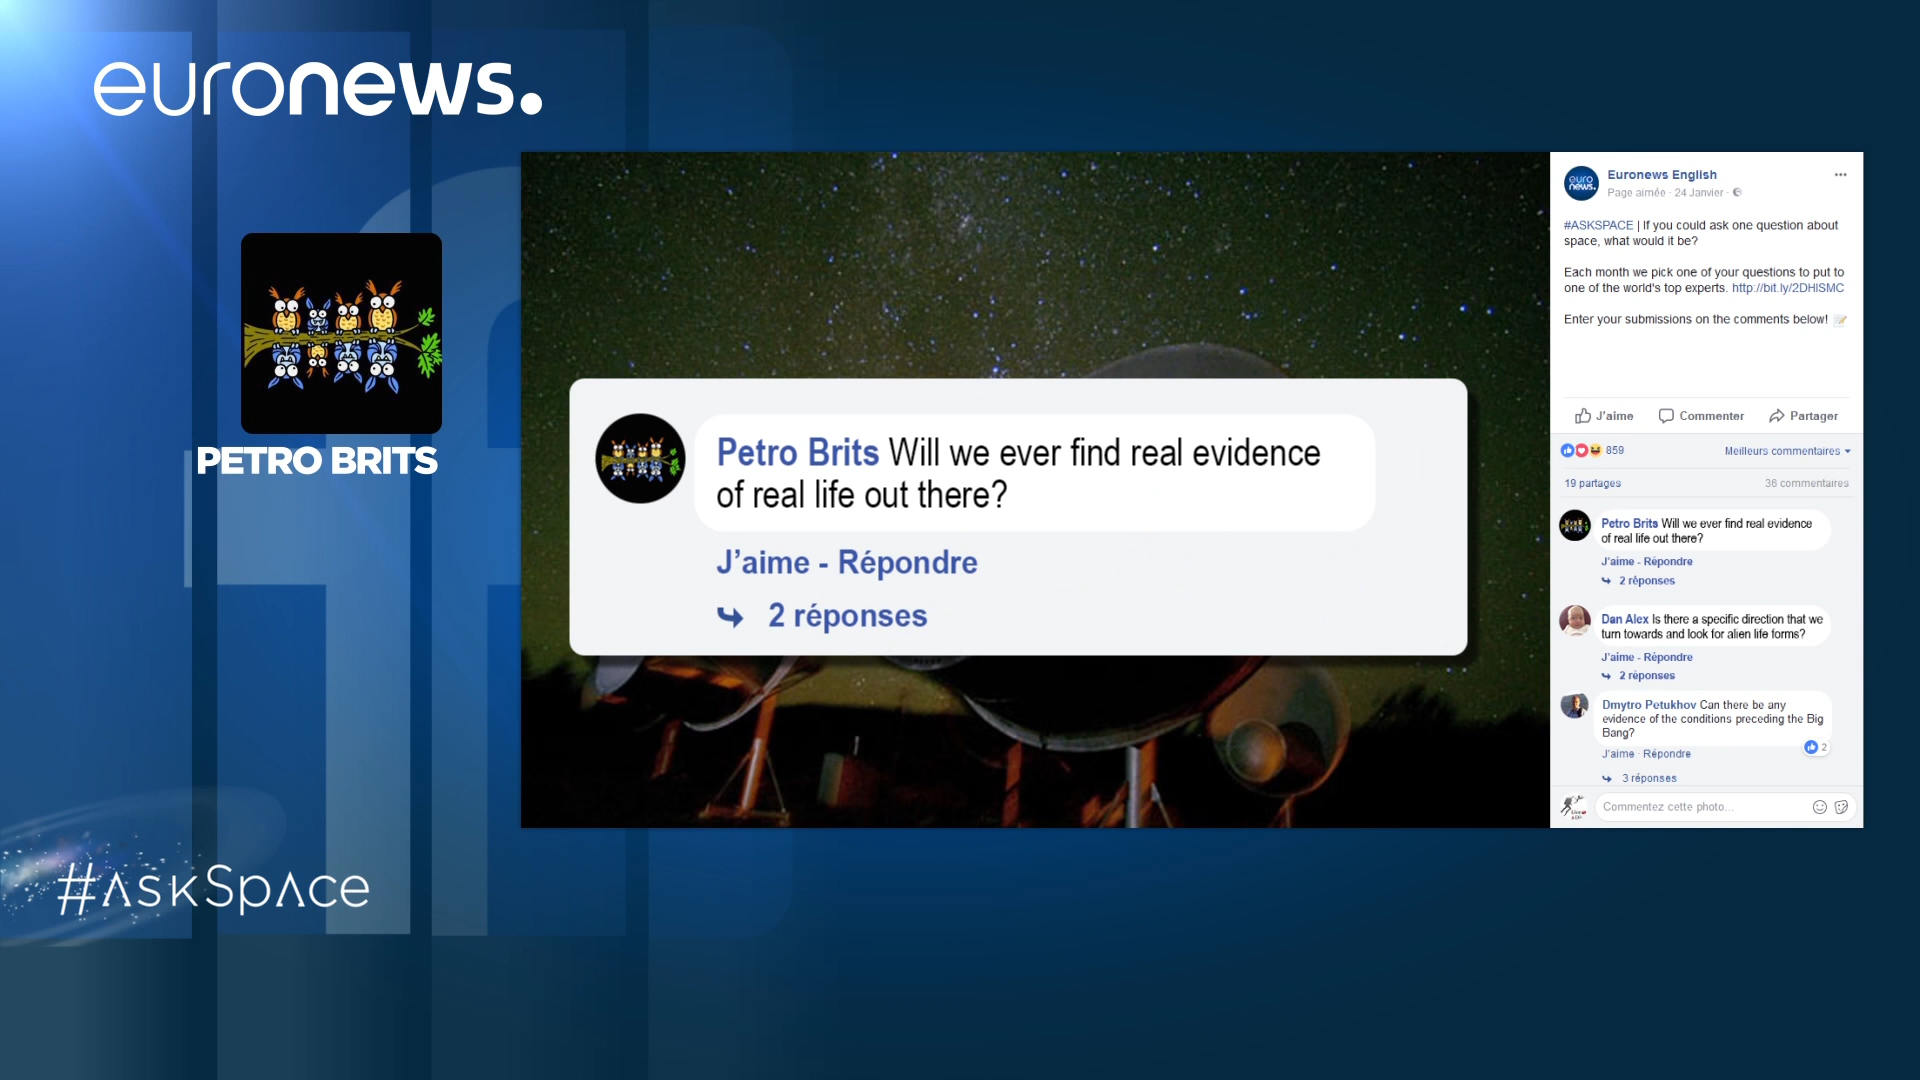 euronews.
PETRO BRITS
#AskSpAce
Petro Brits Will we ever find real evidence
of real life out there?
J'aime - Répondre
2 réponses
euro
news.
Euronews English
Page aimée · 24 Janvier ·
#ASKSPACE | If you could ask one question about
space, what would it be?
Each month we pick one of your questions to put to
one of the world's top experts. http://bit.ly/2DHlSMC
Enter your submissions on the comments below!
J'aime Commenter Partager
859 Meilleurs commentaires
19 partages 36 commentaires
Petro Brits Will we ever find real evidence
of real life out there?
J'aime - Répondre
2 réponses
Dan Alex Is there a specific direction that we
turn towards and look for alien life forms?
J'aime - Répondre
2 réponses
Dmytro Petukhov Can there be any
evidence of the conditions preceding the Big
Bang?
2
J'aime · Répondre
3 réponses
Commentez cette photo...